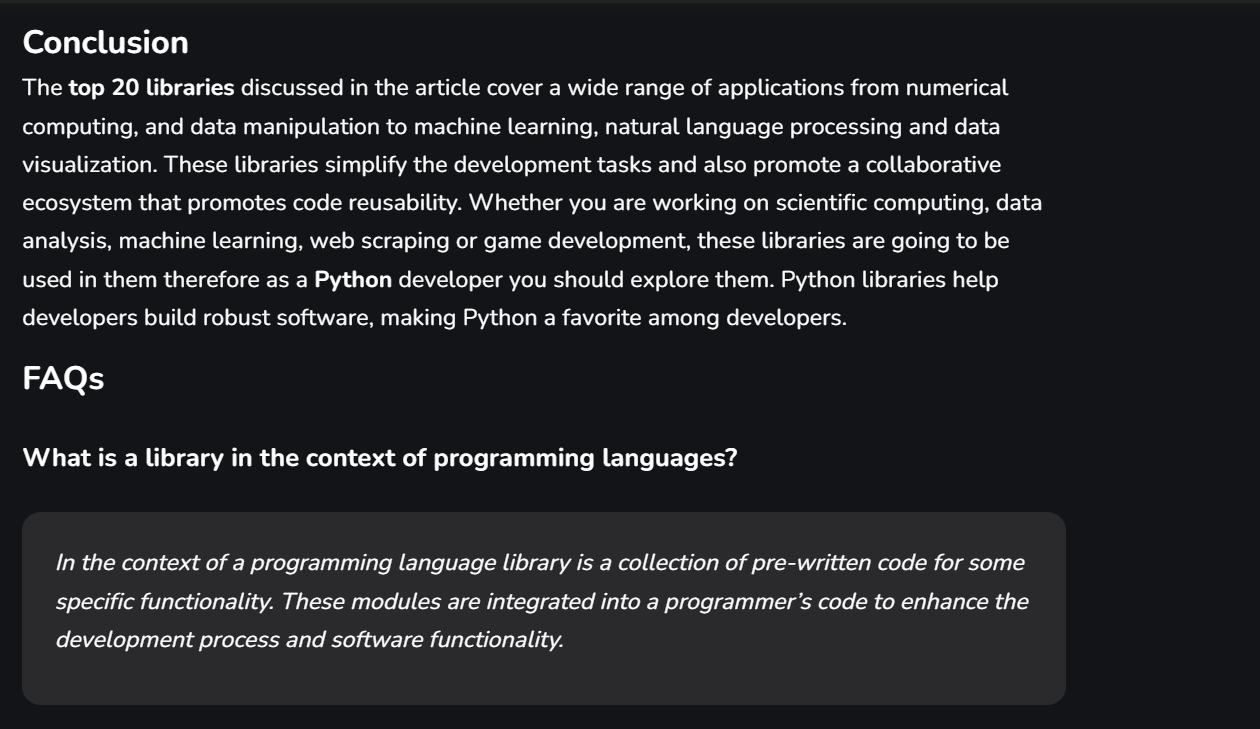 Conclusion
The top 20 libraries discussed in the article cover a wide range of applications from numerical
computing, and data manipulation to machine learning, natural language processing and data
visualization. These libraries simplify the development tasks and also promote a collaborative
ecosystem that promotes code reusability. Whether you are working on scientific computing, data
analysis, machine learning, web scraping or game development, these libraries are going to be
used in them therefore as a Python developer you should explore them. Python libraries help
developers build robust software, making Python a favorite among developers.
FAQs
What is a library in the context of programming languages?
In the context of a programming language library is a collection of pre-written code for some
specific functionality. These modules are integrated into a programmer’s code to enhance the
development process and software functionality.